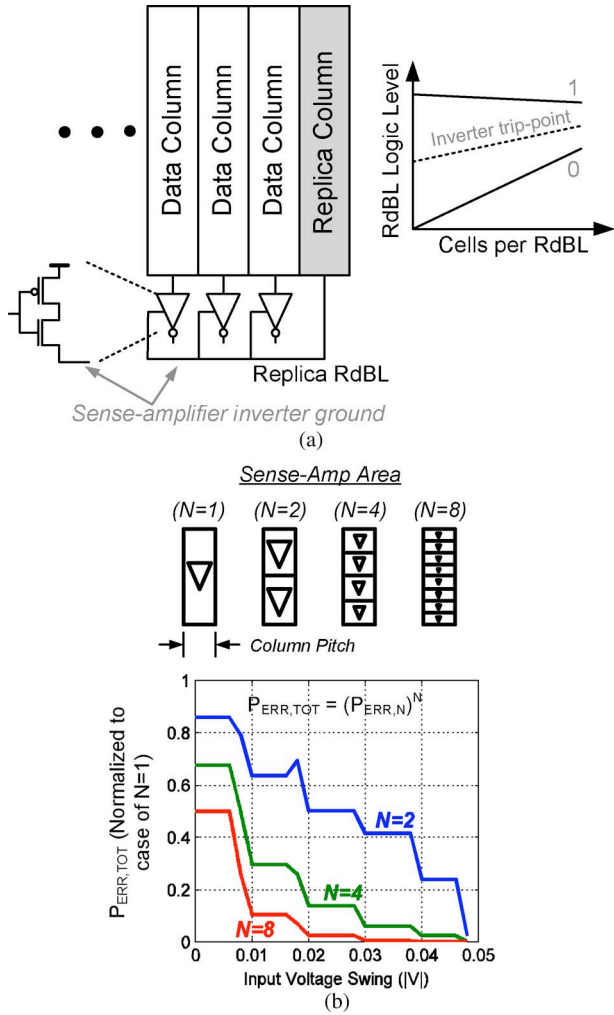 Data Column
Data Column
Data Column
Replica Column
RdBL Logic Level
1
Inverter trip-point
0
Cells per RdBL
Replica RdBL
Sense-amplifier inverter ground
(a)
Sense-Amp Area
(N=1) (N=2) (N=4) (N=8)
Column Pitch
P_ERR,TOT (Normalized to
case of N=1)
1
0.8
0.6
0.4
0.2
0
P_ERR,TOT = (P_ERR,N)^N
N=2
N=4
N=8
0 0.01 0.02 0.03 0.04 0.05
Input Voltage Swing (|V|)
(b)